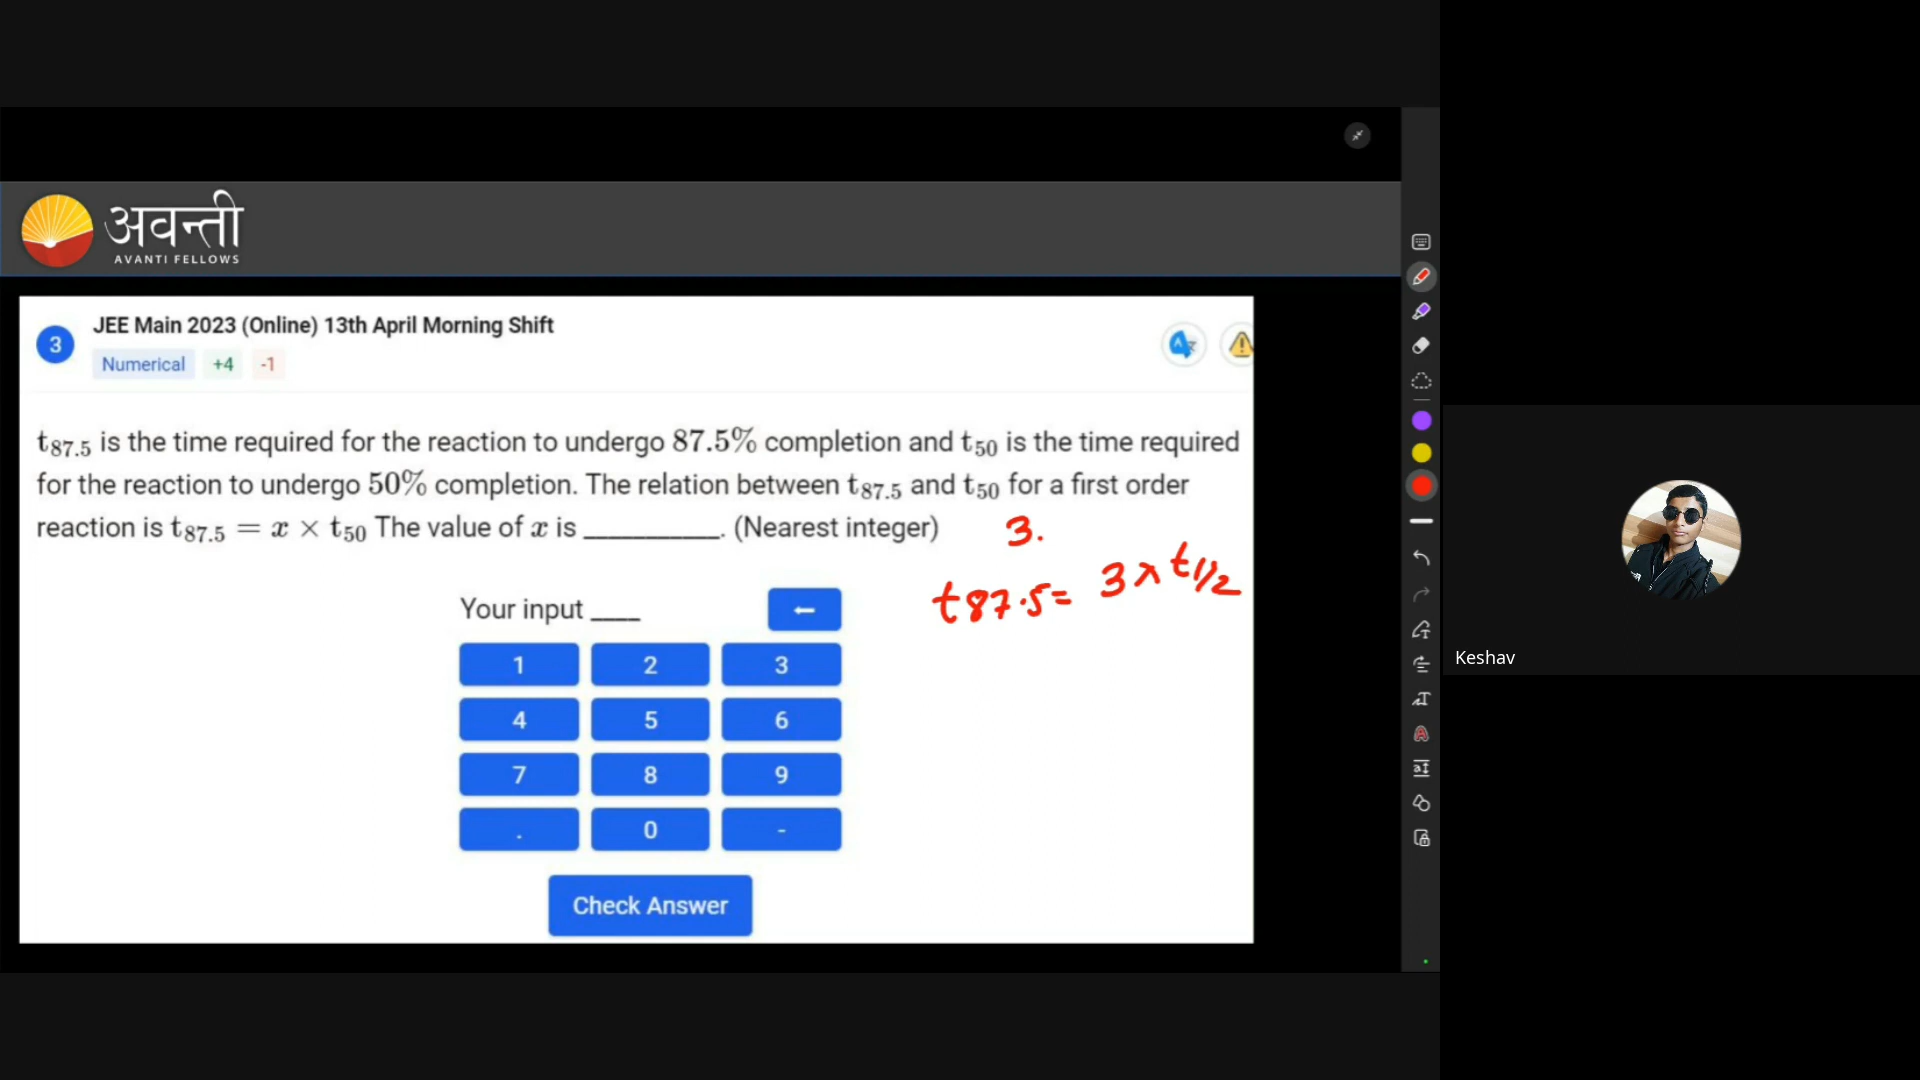 अवन्ती
AVANTI FELLOWS
3
JEE Main 2023 (Online) 13th April Morning Shift
Numerical +4 -1
t87.5 is the time required for the reaction to undergo 87.5% completion and t50 is the time required
for the reaction to undergo 50% completion. The relation between t87.5 and t50 for a first order
reaction is t87.5 = x × t50 The value of x is ____________. (Nearest integer)
3.
t87.5= 3 × t1/2
Your input ____
1 2 3
4 5 6
7 8 9
. 0 -
Check Answer
Keshav